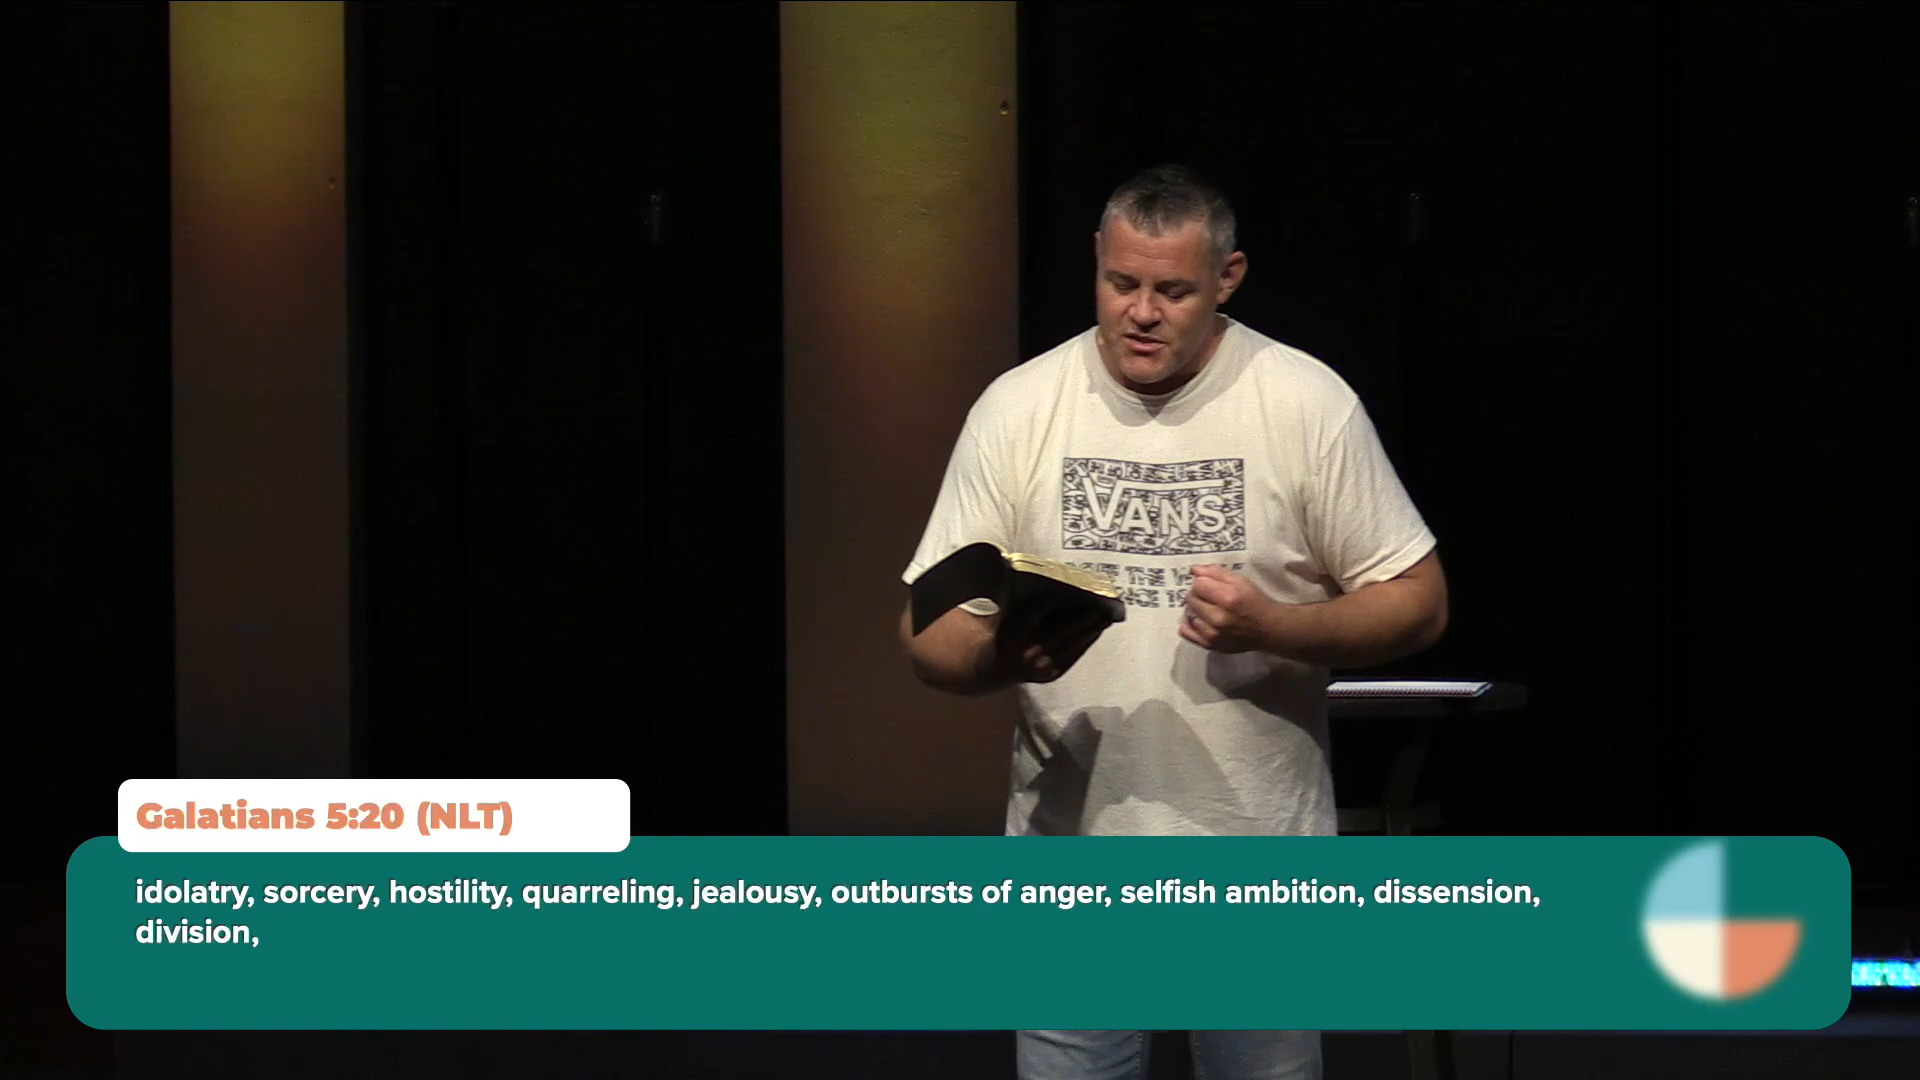 VANS
Galatians 5:20 (NLT)
idolatry, sorcery, hostility, quarreling, jealousy, outbursts of anger, selfish ambition, dissension,
division,